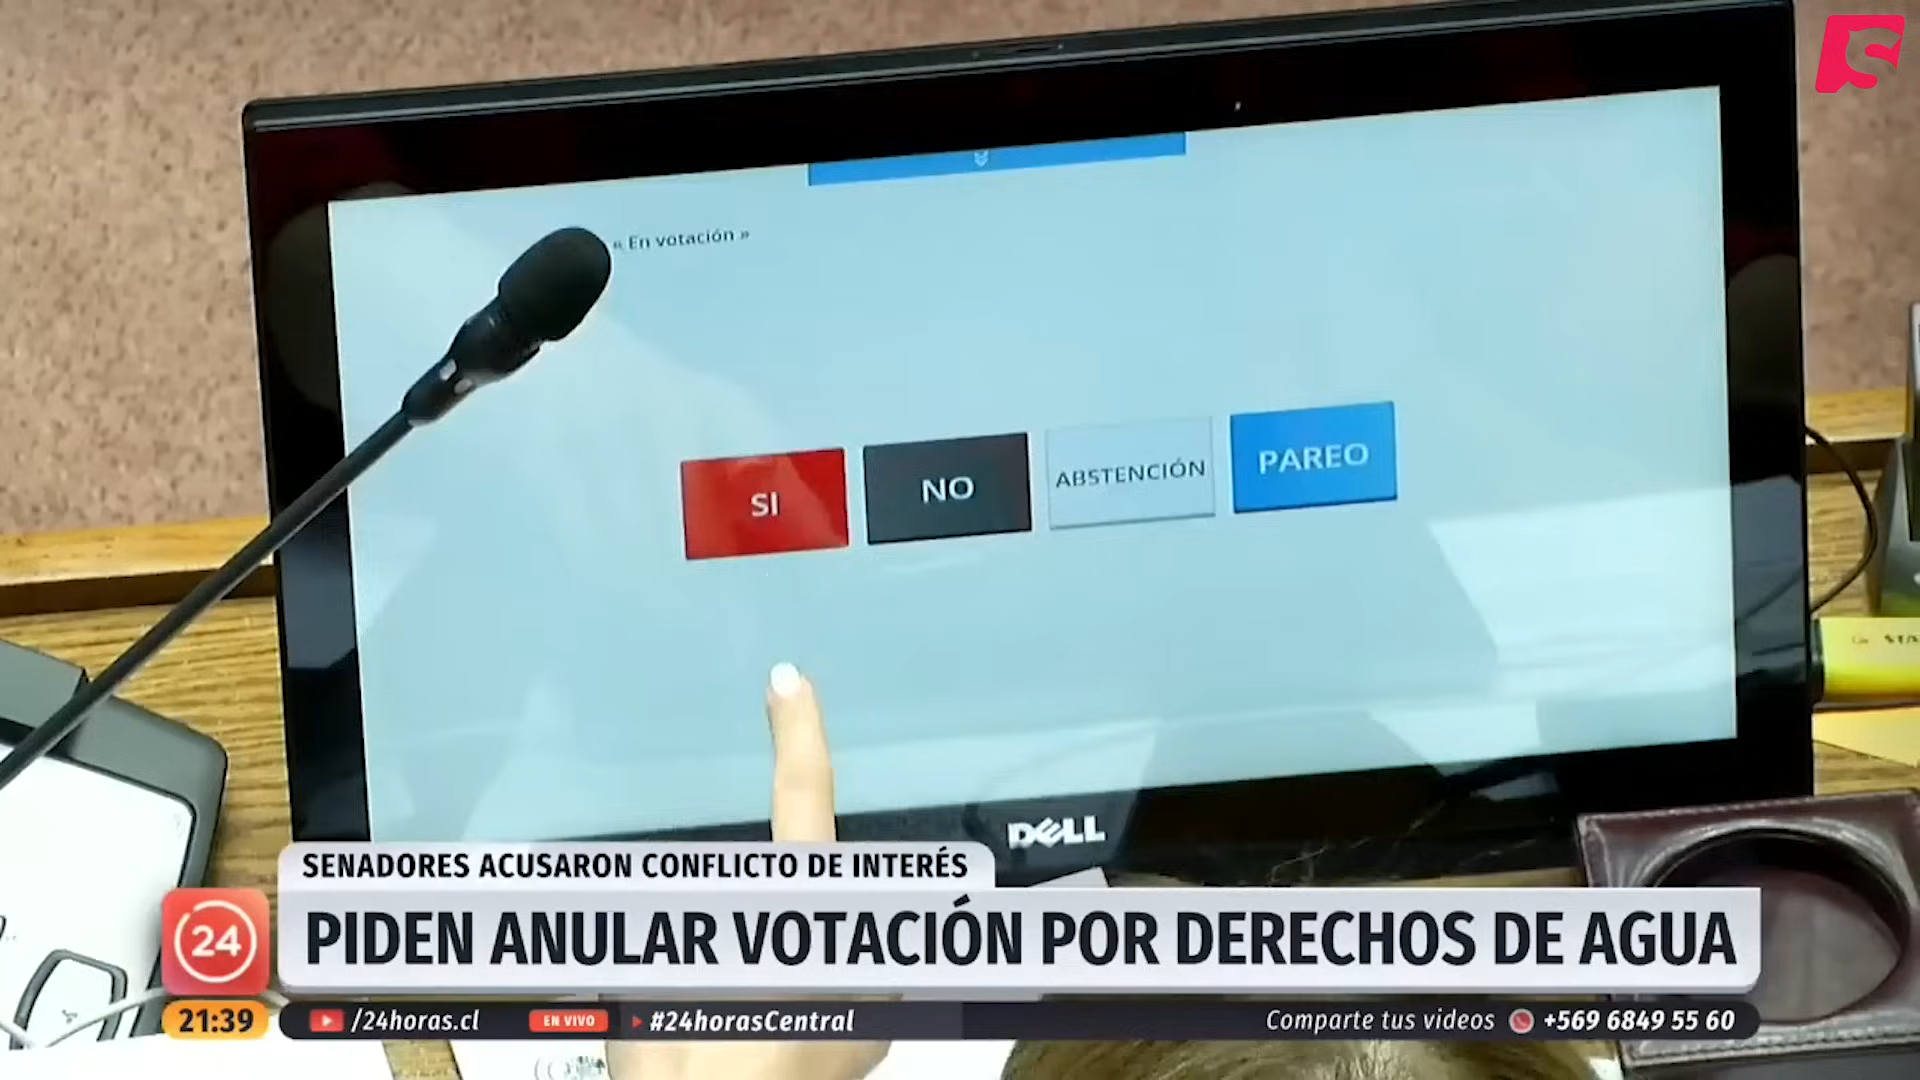 « En votación »
SI
NO
ABSTENCIÓN
PAREO
DELL
SENADORES ACUSARON CONFLICTO DE INTERÉS
24
PIDEN ANULAR VOTACIÓN POR DERECHOS DE AGUA
21:39
/24horas.cl
EN VIVO
#24horasCentral
Comparte tus videos
+569 6849 55 60